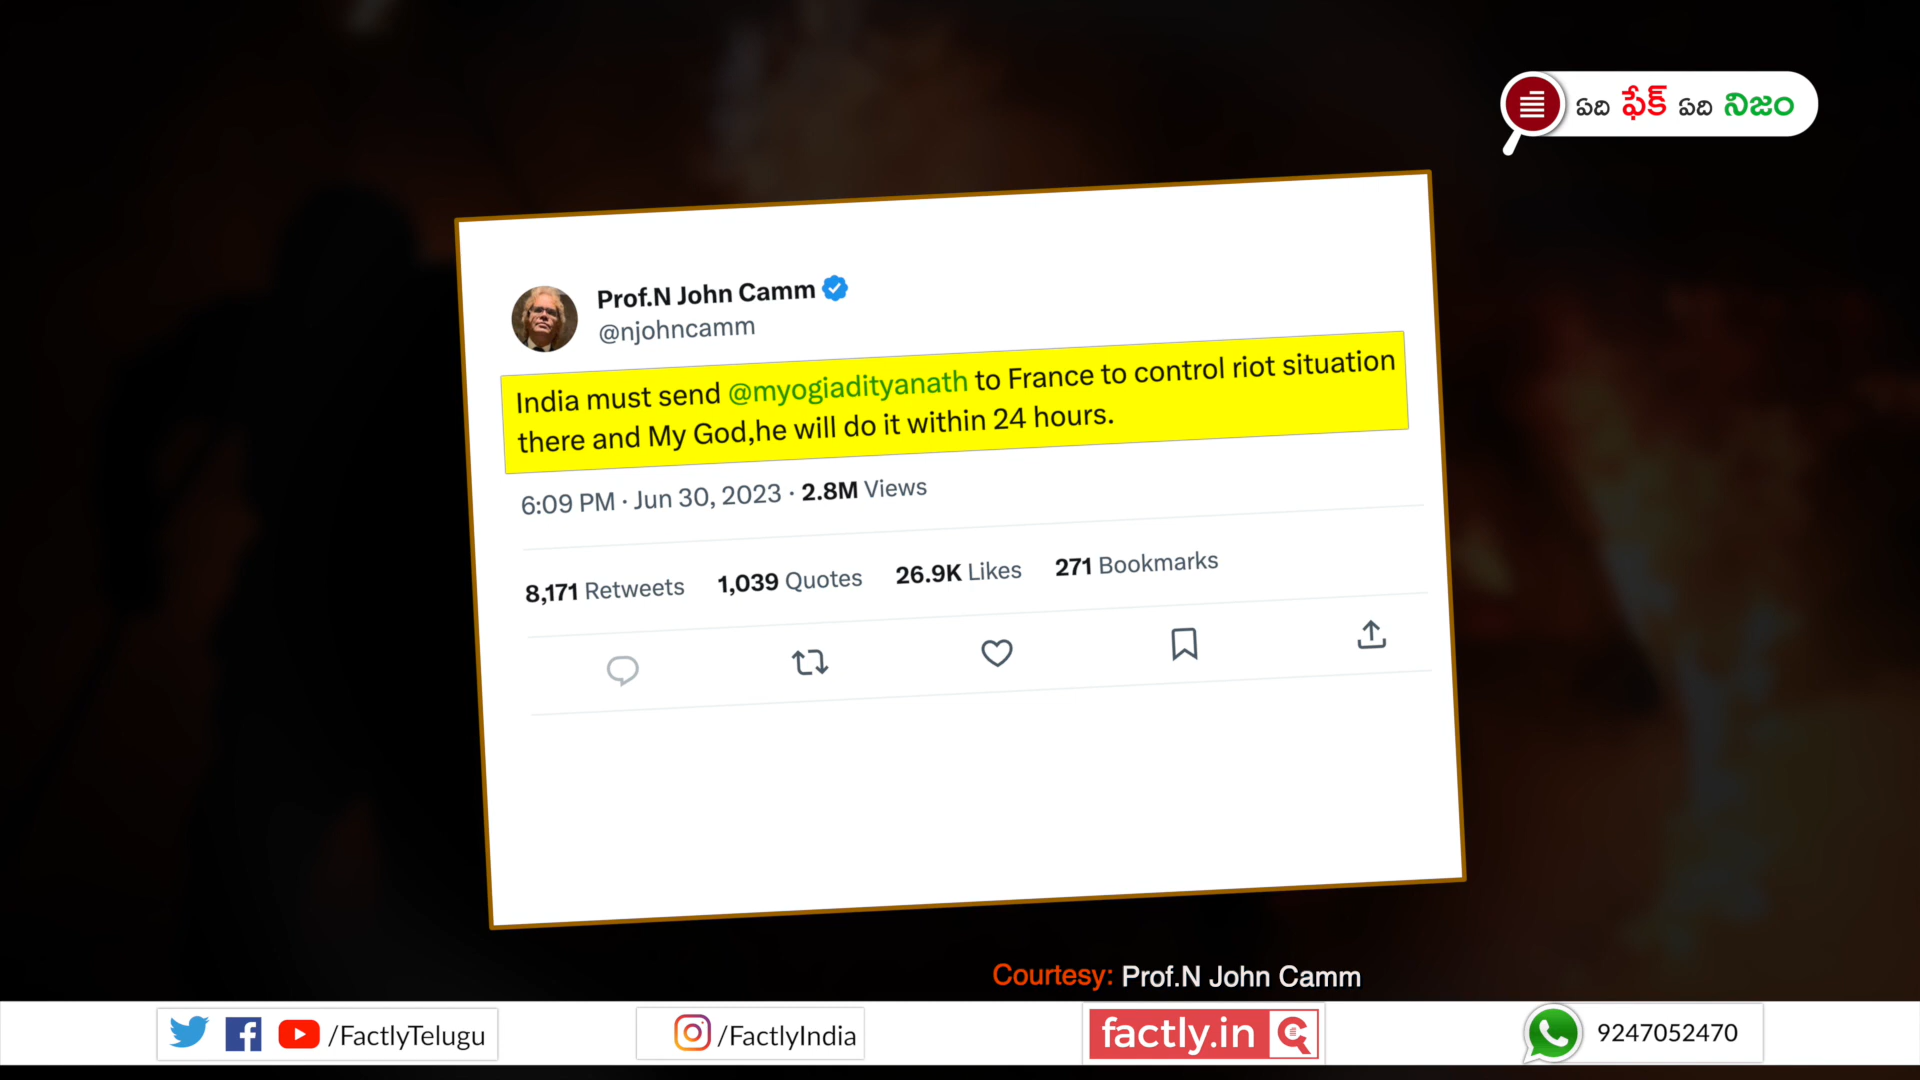 ఏది ఫేక్ ఏది నిజం
Prof.N John Camm
@njohncamm
India must send @myogiadityanath to France to control riot situation
there and My God,he will do it within 24 hours.
6:09 PM · Jun 30, 2023 · 2.8M Views
8,171 Retweets 1,039 Quotes 26.9K Likes 271 Bookmarks
Courtesy: Prof.N John Camm
/FactlyTelugu /FactlyIndia factly.in 9247052470